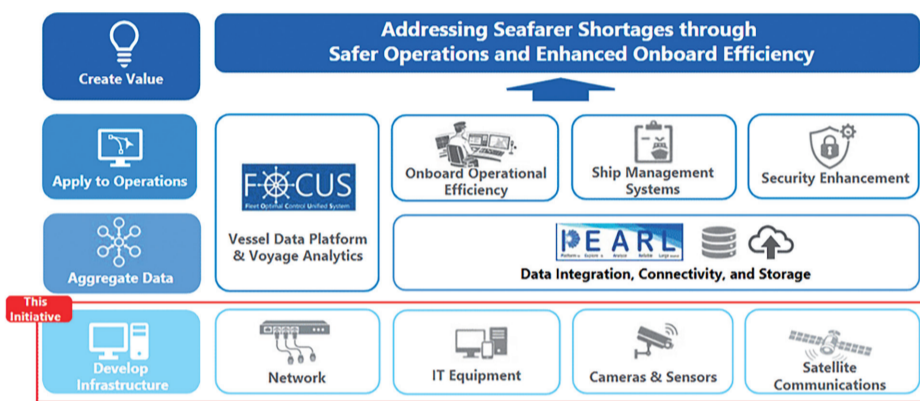 Create Value
Addressing Seafarer Shortages through
Safer Operations and Enhanced Onboard Efficiency
Apply to Operations
FOCUS
Fleet Optimal Control Unified System
Vessel Data Platform
& Voyage Analytics
Onboard Operational
Efficiency
Ship Management
Systems
Security Enhancement
Aggregate Data
PEARL
Data Integration, Connectivity, and Storage
This
Initiative
Develop
Infrastructure
Network
IT Equipment
Cameras & Sensors
Satellite
Communications